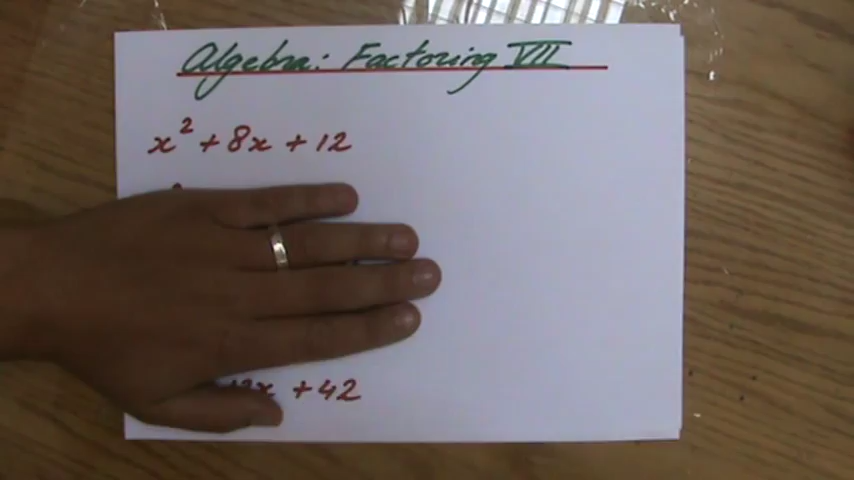 Algebra: Factoring VII
x² + 8x + 12
x + 42